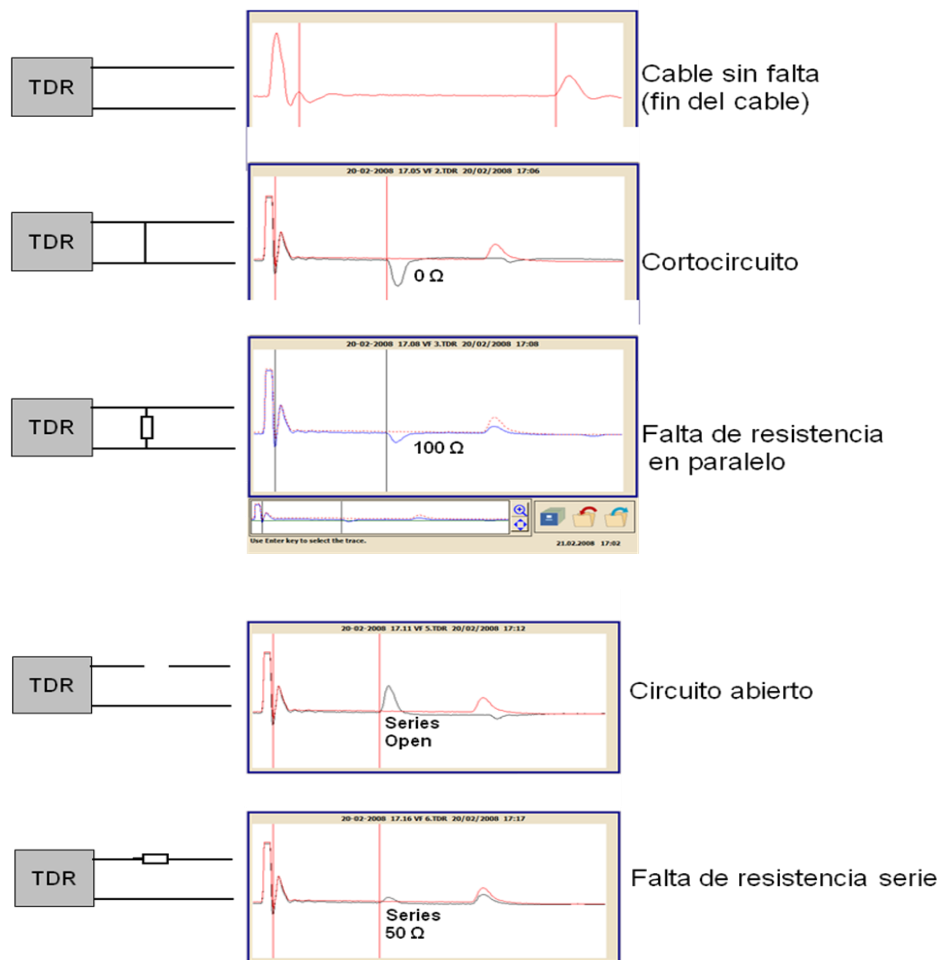 TDR
Cable sin falta
(fin del cable)
20-02-2008 17.05 VF 2.TDR 20/02/2008 17:06
TDR
0 Ω
Cortocircuito
20-02-2008 17.08 VF 3.TDR 20/02/2008 17:08
TDR
100 Ω
Falta de resistencia
en paralelo
Use Enter key to select the trace.
21.02.2008 17:02
20-02-2008 17.11 VF 5.TDR 20/02/2008 17:12
TDR
Series
Open
Circuito abierto
20-02-2008 17.16 VF 6.TDR 20/02/2008 17:17
TDR
Series
50 Ω
Falta de resistencia serie